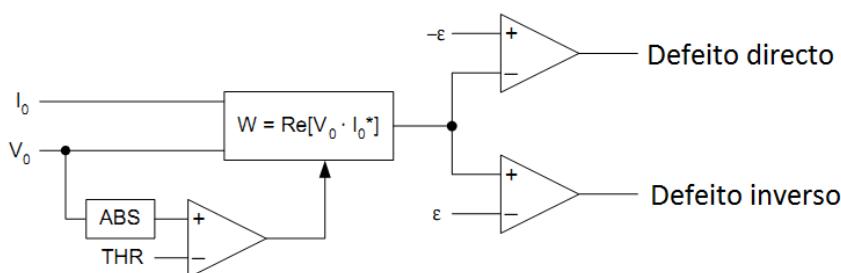 −ε
+
−
Defeito directo
I₀
W = Re[V₀ · I₀*]
V₀
+
−
Defeito inverso
ε
ABS
+
−
THR